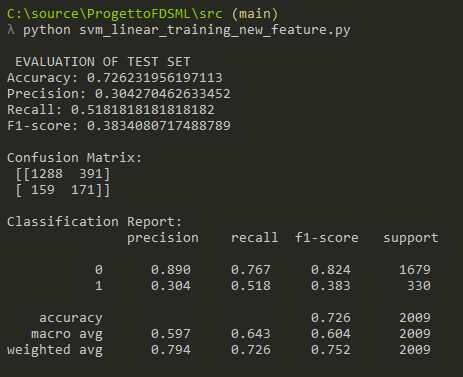 C:\source\ProgettoFDSML\src (main)
λ python svm_linear_training_new_feature.py
EVALUATION OF TEST SET
Accuracy: 0.726231956197113
Precision: 0.304270462633452
Recall: 0.5181818181818182
F1-score: 0.3834080717488789
Confusion Matrix:
[[1288  391]
[ 159  171]]
Classification Report:
precision    recall  f1-score   support
0      0.890     0.767     0.824      1679
1      0.304     0.518     0.383       330
accuracy                          0.726      2009
macro avg      0.597     0.643     0.604      2009
weighted avg      0.794     0.726     0.752      2009